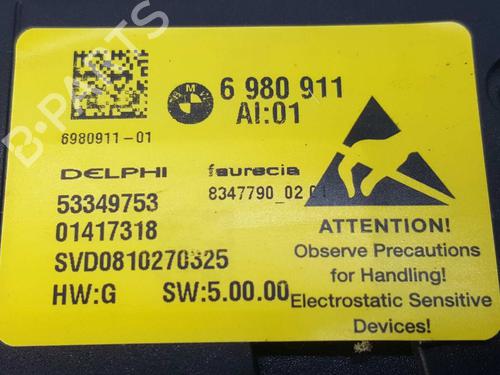 BMW
6 980 911
AI:01
6980911-01
DELPHI
faurecia
8347790_02
53349753
01417318
SVD0810270325
HW:G SW:5.00.00
ATTENTION!
Observe Precautions
for Handling!
Electrostatic Sensitive
Devices!
B-PARTS